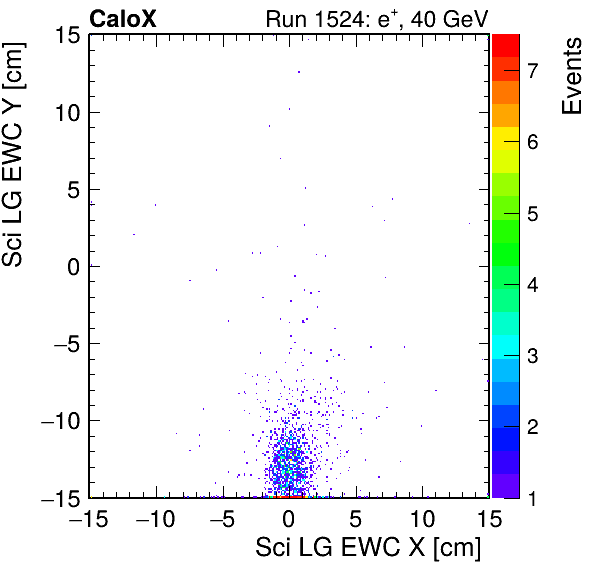 CaloX Run 1524: e+, 40 GeV
Sci LG EWC Y [cm]
15
10
5
0
−5
−10
−15
−15 −10 −5 0 5 10 15
Sci LG EWC X [cm]
Events
7
6
5
4
3
2
1